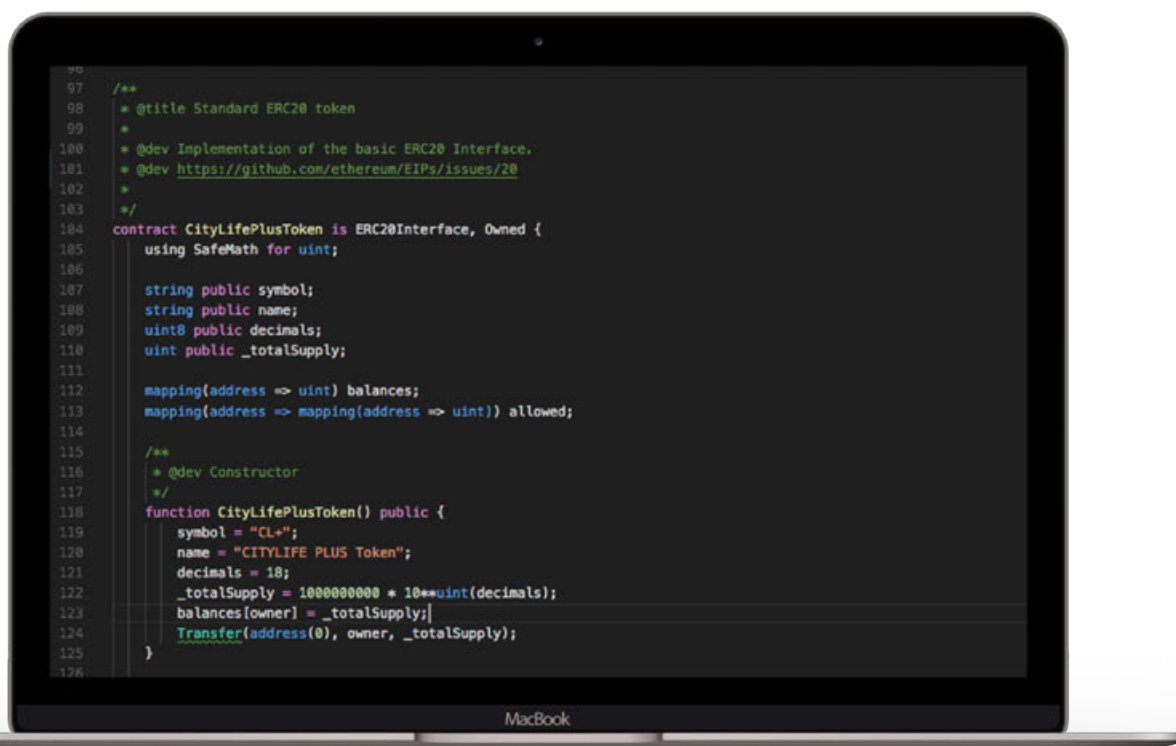 96
97 /**
98 * @title Standard ERC20 token
99 *
100 * @dev Implementation of the basic ERC20 Interface.
101 * @dev https://github.com/ethereum/EIPs/issues/20
102 *
103 */
104 contract CityLifePlusToken is ERC20Interface, Owned {
105 using SafeMath for uint;
106
107 string public symbol;
108 string public name;
109 uint8 public decimals;
110 uint public _totalSupply;
111
112 mapping(address => uint) balances;
113 mapping(address => mapping(address => uint)) allowed;
114
115 /**
116 * @dev Constructor
117 */
118 function CityLifePlusToken() public {
119 symbol = "CL+";
120 name = "CITYLIFE PLUS Token";
121 decimals = 18;
122 _totalSupply = 1000000000 * 10**uint(decimals);
123 balances[owner] = _totalSupply;
124 Transfer(address(0), owner, _totalSupply);
125 }
126
MacBook